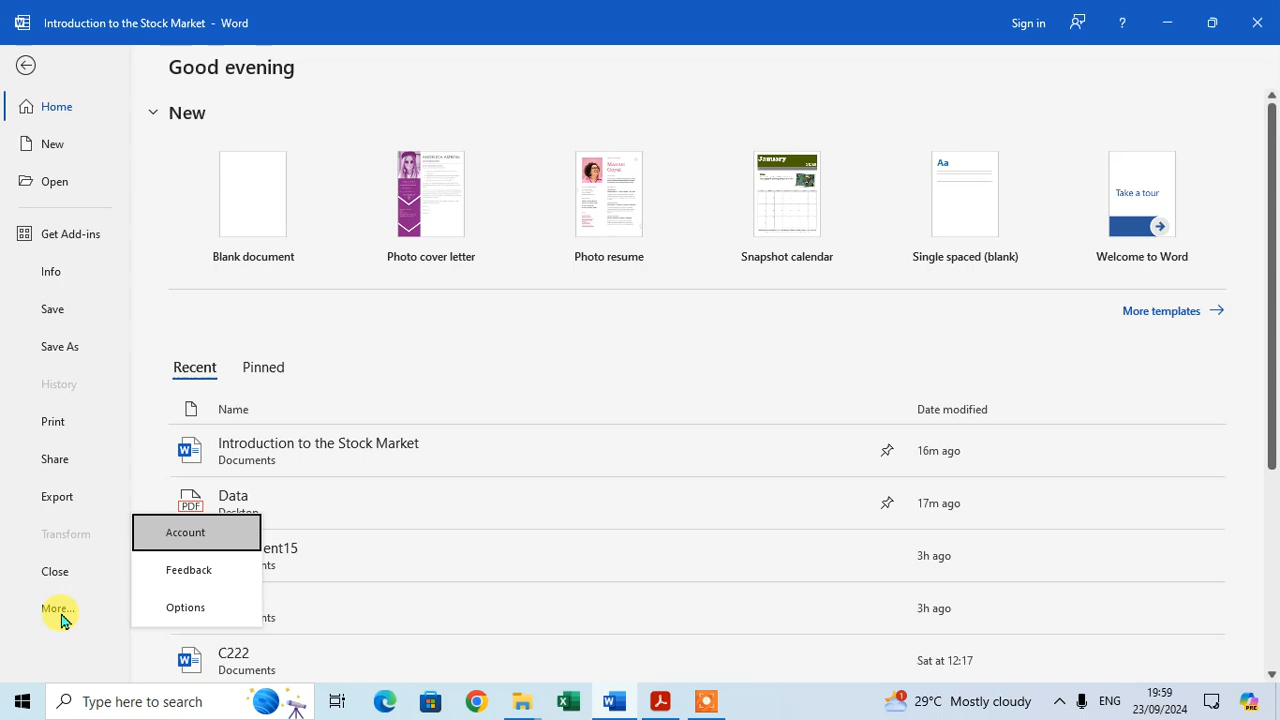 Introduction to the Stock Market - Word
Sign in
Good evening
Home
New
Open
Get Add-ins
Info
Save
Save As
History
Print
Share
Export
Transform
Close
More...
Account
Feedback
Options
New
January
Aa
Take a tour
Blank document
Photo cover letter
Photo resume
Snapshot calendar
Single spaced (blank)
Welcome to Word
More templates
Recent
Pinned
Name
Date modified
Introduction to the Stock Market
Documents
16m ago
PDF
Data
Desktop
17m ago
ent15
nts
3h ago
nts
3h ago
C222
Documents
Sat at 12:17
Type here to search
29°C Mostly cloudy
ENG
19:59
23/09/2024